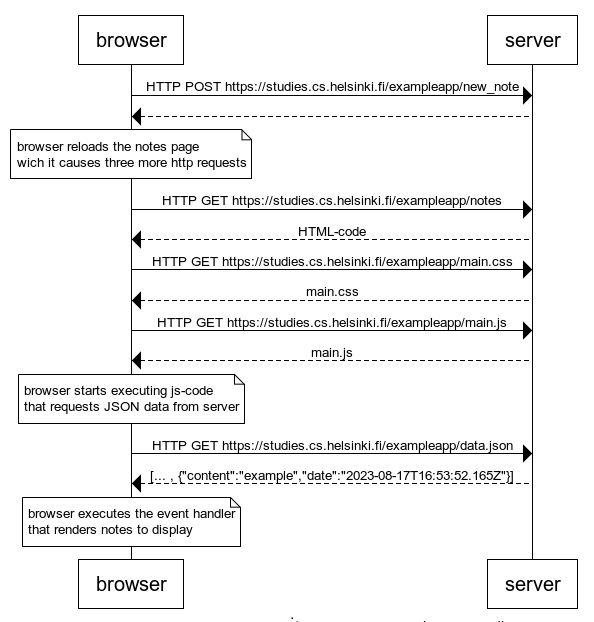 browser server
HTTP POST https://studies.cs.helsinki.fi/exampleapp/new_note
browser reloads the notes page
wich it causes three more http requests
HTTP GET https://studies.cs.helsinki.fi/exampleapp/notes
HTML-code
HTTP GET https://studies.cs.helsinki.fi/exampleapp/main.css
main.css
HTTP GET https://studies.cs.helsinki.fi/exampleapp/main.js
main.js
browser starts executing js-code
that requests JSON data from server
HTTP GET https://studies.cs.helsinki.fi/exampleapp/data.json
[... , {"content":"example","date":"2023-08-17T16:53:52.165Z"}]
browser executes the event handler
that renders notes to display
browser server